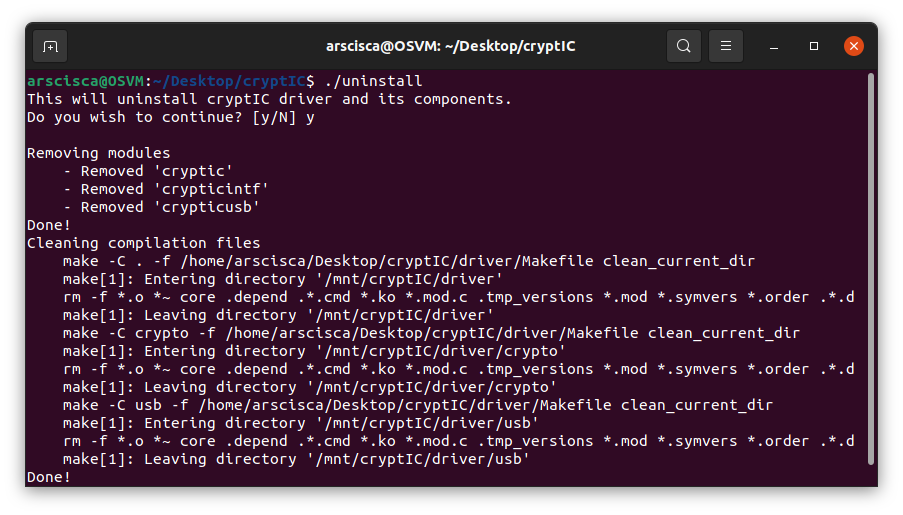 arscisca@OSVM: ~/Desktop/cryptIC
arscisca@OSVM:~/Desktop/cryptIC$ ./uninstall
This will uninstall cryptIC driver and its components.
Do you wish to continue? [y/N] y
Removing modules
- Removed 'cryptic'
- Removed 'crypticintf'
- Removed 'crypticusb'
Done!
Cleaning compilation files
make -C . -f /home/arscisca/Desktop/cryptIC/driver/Makefile clean_current_dir
make[1]: Entering directory '/mnt/cryptIC/driver'
rm -f *.o *~ core .depend .*.cmd *.ko *.mod.c .tmp_versions *.mod *.symvers *.order .*.d
make[1]: Leaving directory '/mnt/cryptIC/driver'
make -C crypto -f /home/arscisca/Desktop/cryptIC/driver/Makefile clean_current_dir
make[1]: Entering directory '/mnt/cryptIC/driver/crypto'
rm -f *.o *~ core .depend .*.cmd *.ko *.mod.c .tmp_versions *.mod *.symvers *.order .*.d
make[1]: Leaving directory '/mnt/cryptIC/driver/crypto'
make -C usb -f /home/arscisca/Desktop/cryptIC/driver/Makefile clean_current_dir
make[1]: Entering directory '/mnt/cryptIC/driver/usb'
rm -f *.o *~ core .depend .*.cmd *.ko *.mod.c .tmp_versions *.mod *.symvers *.order .*.d
make[1]: Leaving directory '/mnt/cryptIC/driver/usb'
Done!